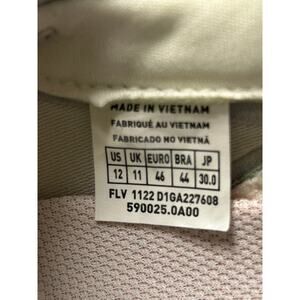 MADE IN VIETNAM
FABRIQUÉ AU VIETNAM
FABRICADO NO VIETNÃ
US UK EURO BRA JP
12 11 46 44 30.0
FLV 1122 D1GA227608
590025.0A00